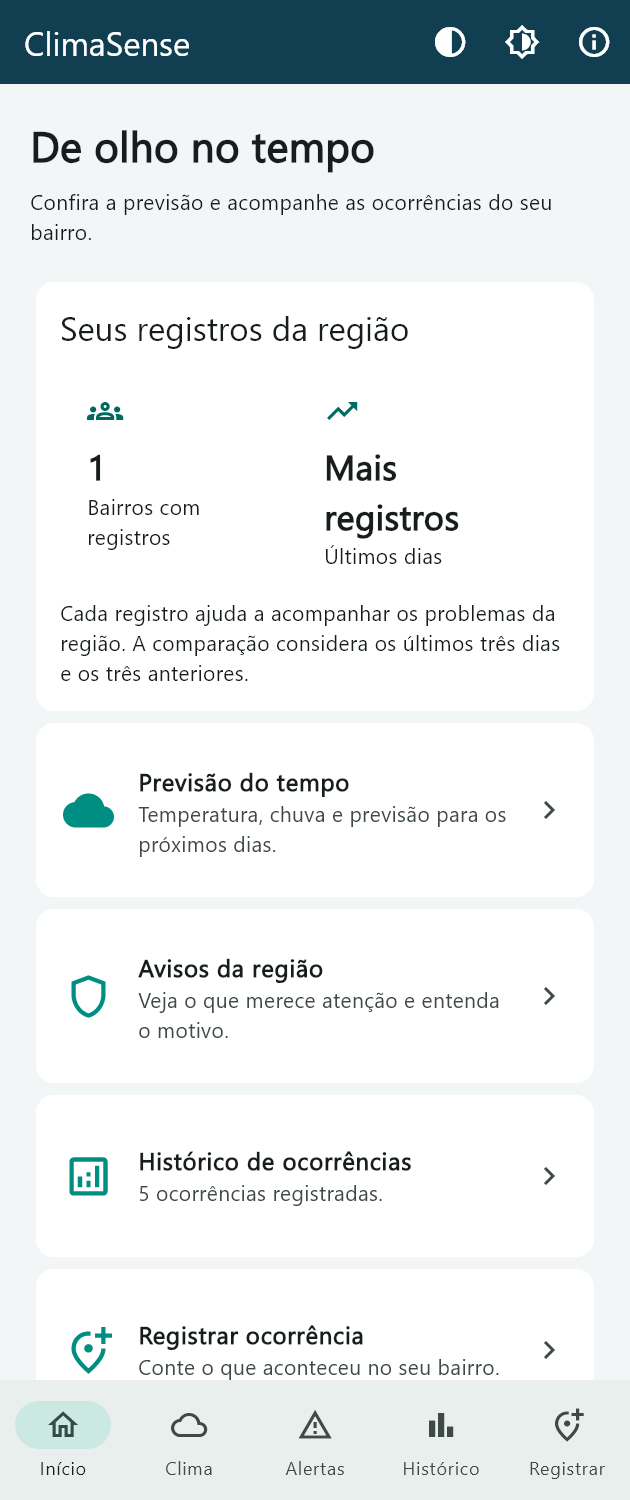 ClimaSense
De olho no tempo
Confira a previsão e acompanhe as ocorrências do seu
bairro.
Seus registros da região
1
Bairros com
registros
Mais
registros
Últimos dias
Cada registro ajuda a acompanhar os problemas da
região. A comparação considera os últimos três dias
e os três anteriores.
Previsão do tempo
Temperatura, chuva e previsão para os
próximos dias.
Avisos da região
Veja o que merece atenção e entenda
o motivo.
Histórico de ocorrências
5 ocorrências registradas.
Registrar ocorrência
Conte o que aconteceu no seu bairro.
Início
Clima
Alertas
Histórico
Registrar